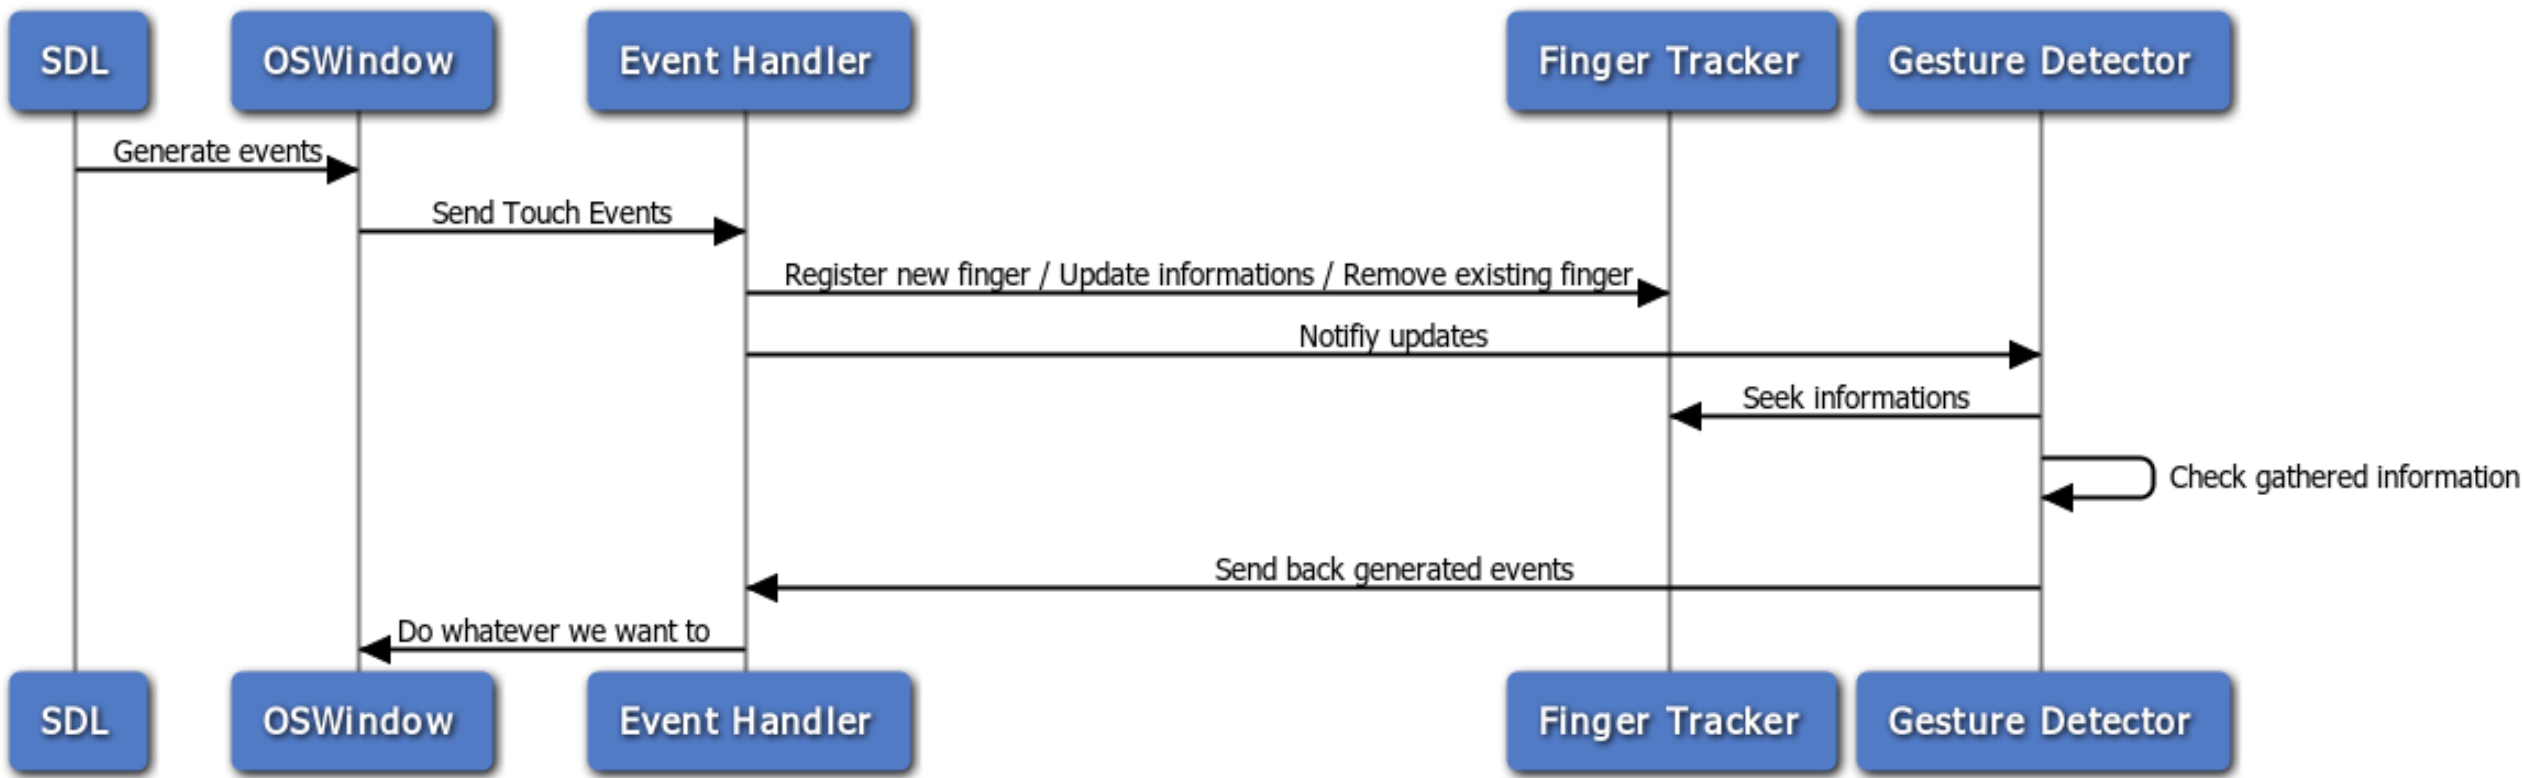 SDL
OSWindow
Event Handler
Finger Tracker
Gesture Detector
Generate events
Send Touch Events
Register new finger / Update informations / Remove existing finger
Notifiy updates
Seek informations
Check gathered information
Send back generated events
Do whatever we want to
SDL
OSWindow
Event Handler
Finger Tracker
Gesture Detector